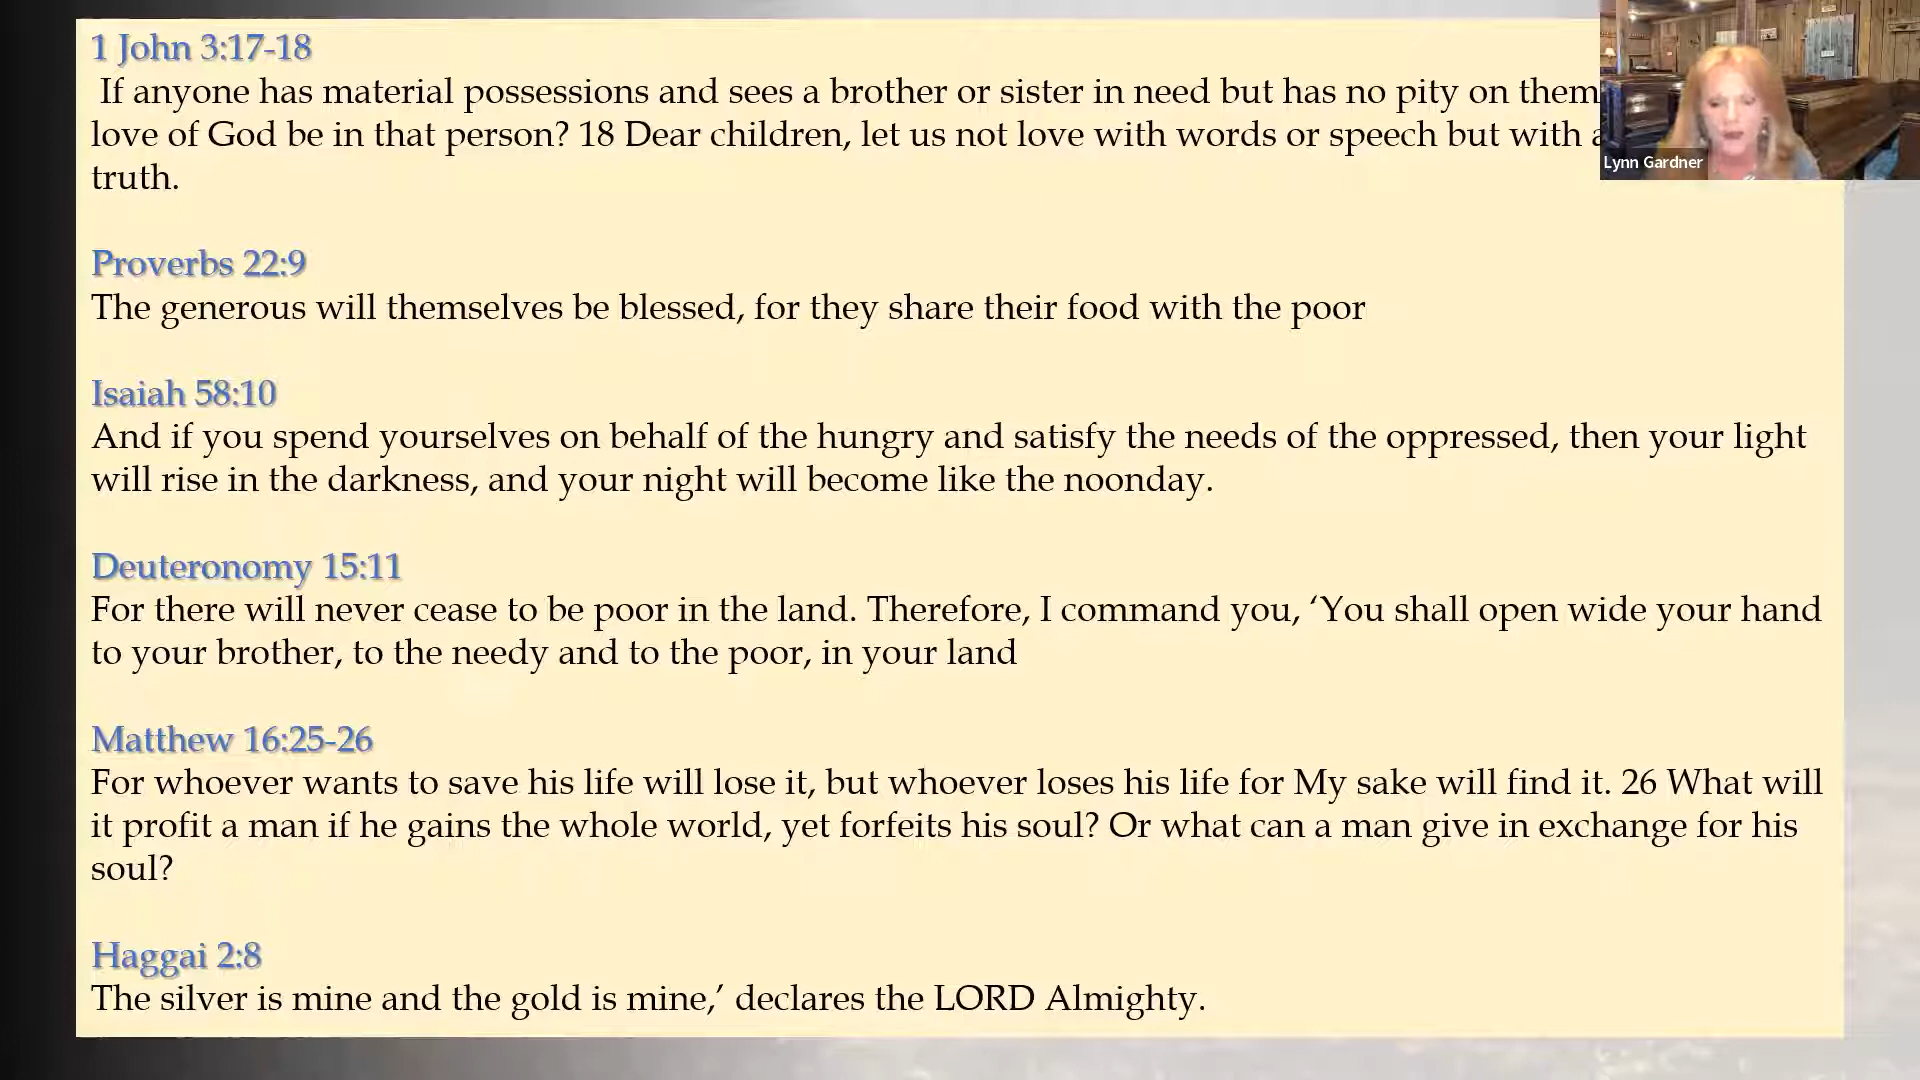 1 John 3:17-18
If anyone has material possessions and sees a brother or sister in need but has no pity on them
love of God be in that person? 18 Dear children, let us not love with words or speech but with a
truth.
Lynn Gardner
Proverbs 22:9
The generous will themselves be blessed, for they share their food with the poor
Isaiah 58:10
And if you spend yourselves on behalf of the hungry and satisfy the needs of the oppressed, then your light
will rise in the darkness, and your night will become like the noonday.
Deuteronomy 15:11
For there will never cease to be poor in the land. Therefore, I command you, ‘You shall open wide your hand
to your brother, to the needy and to the poor, in your land
Matthew 16:25-26
For whoever wants to save his life will lose it, but whoever loses his life for My sake will find it. 26 What will
it profit a man if he gains the whole world, yet forfeits his soul? Or what can a man give in exchange for his
soul?
Haggai 2:8
The silver is mine and the gold is mine,’ declares the LORD Almighty.